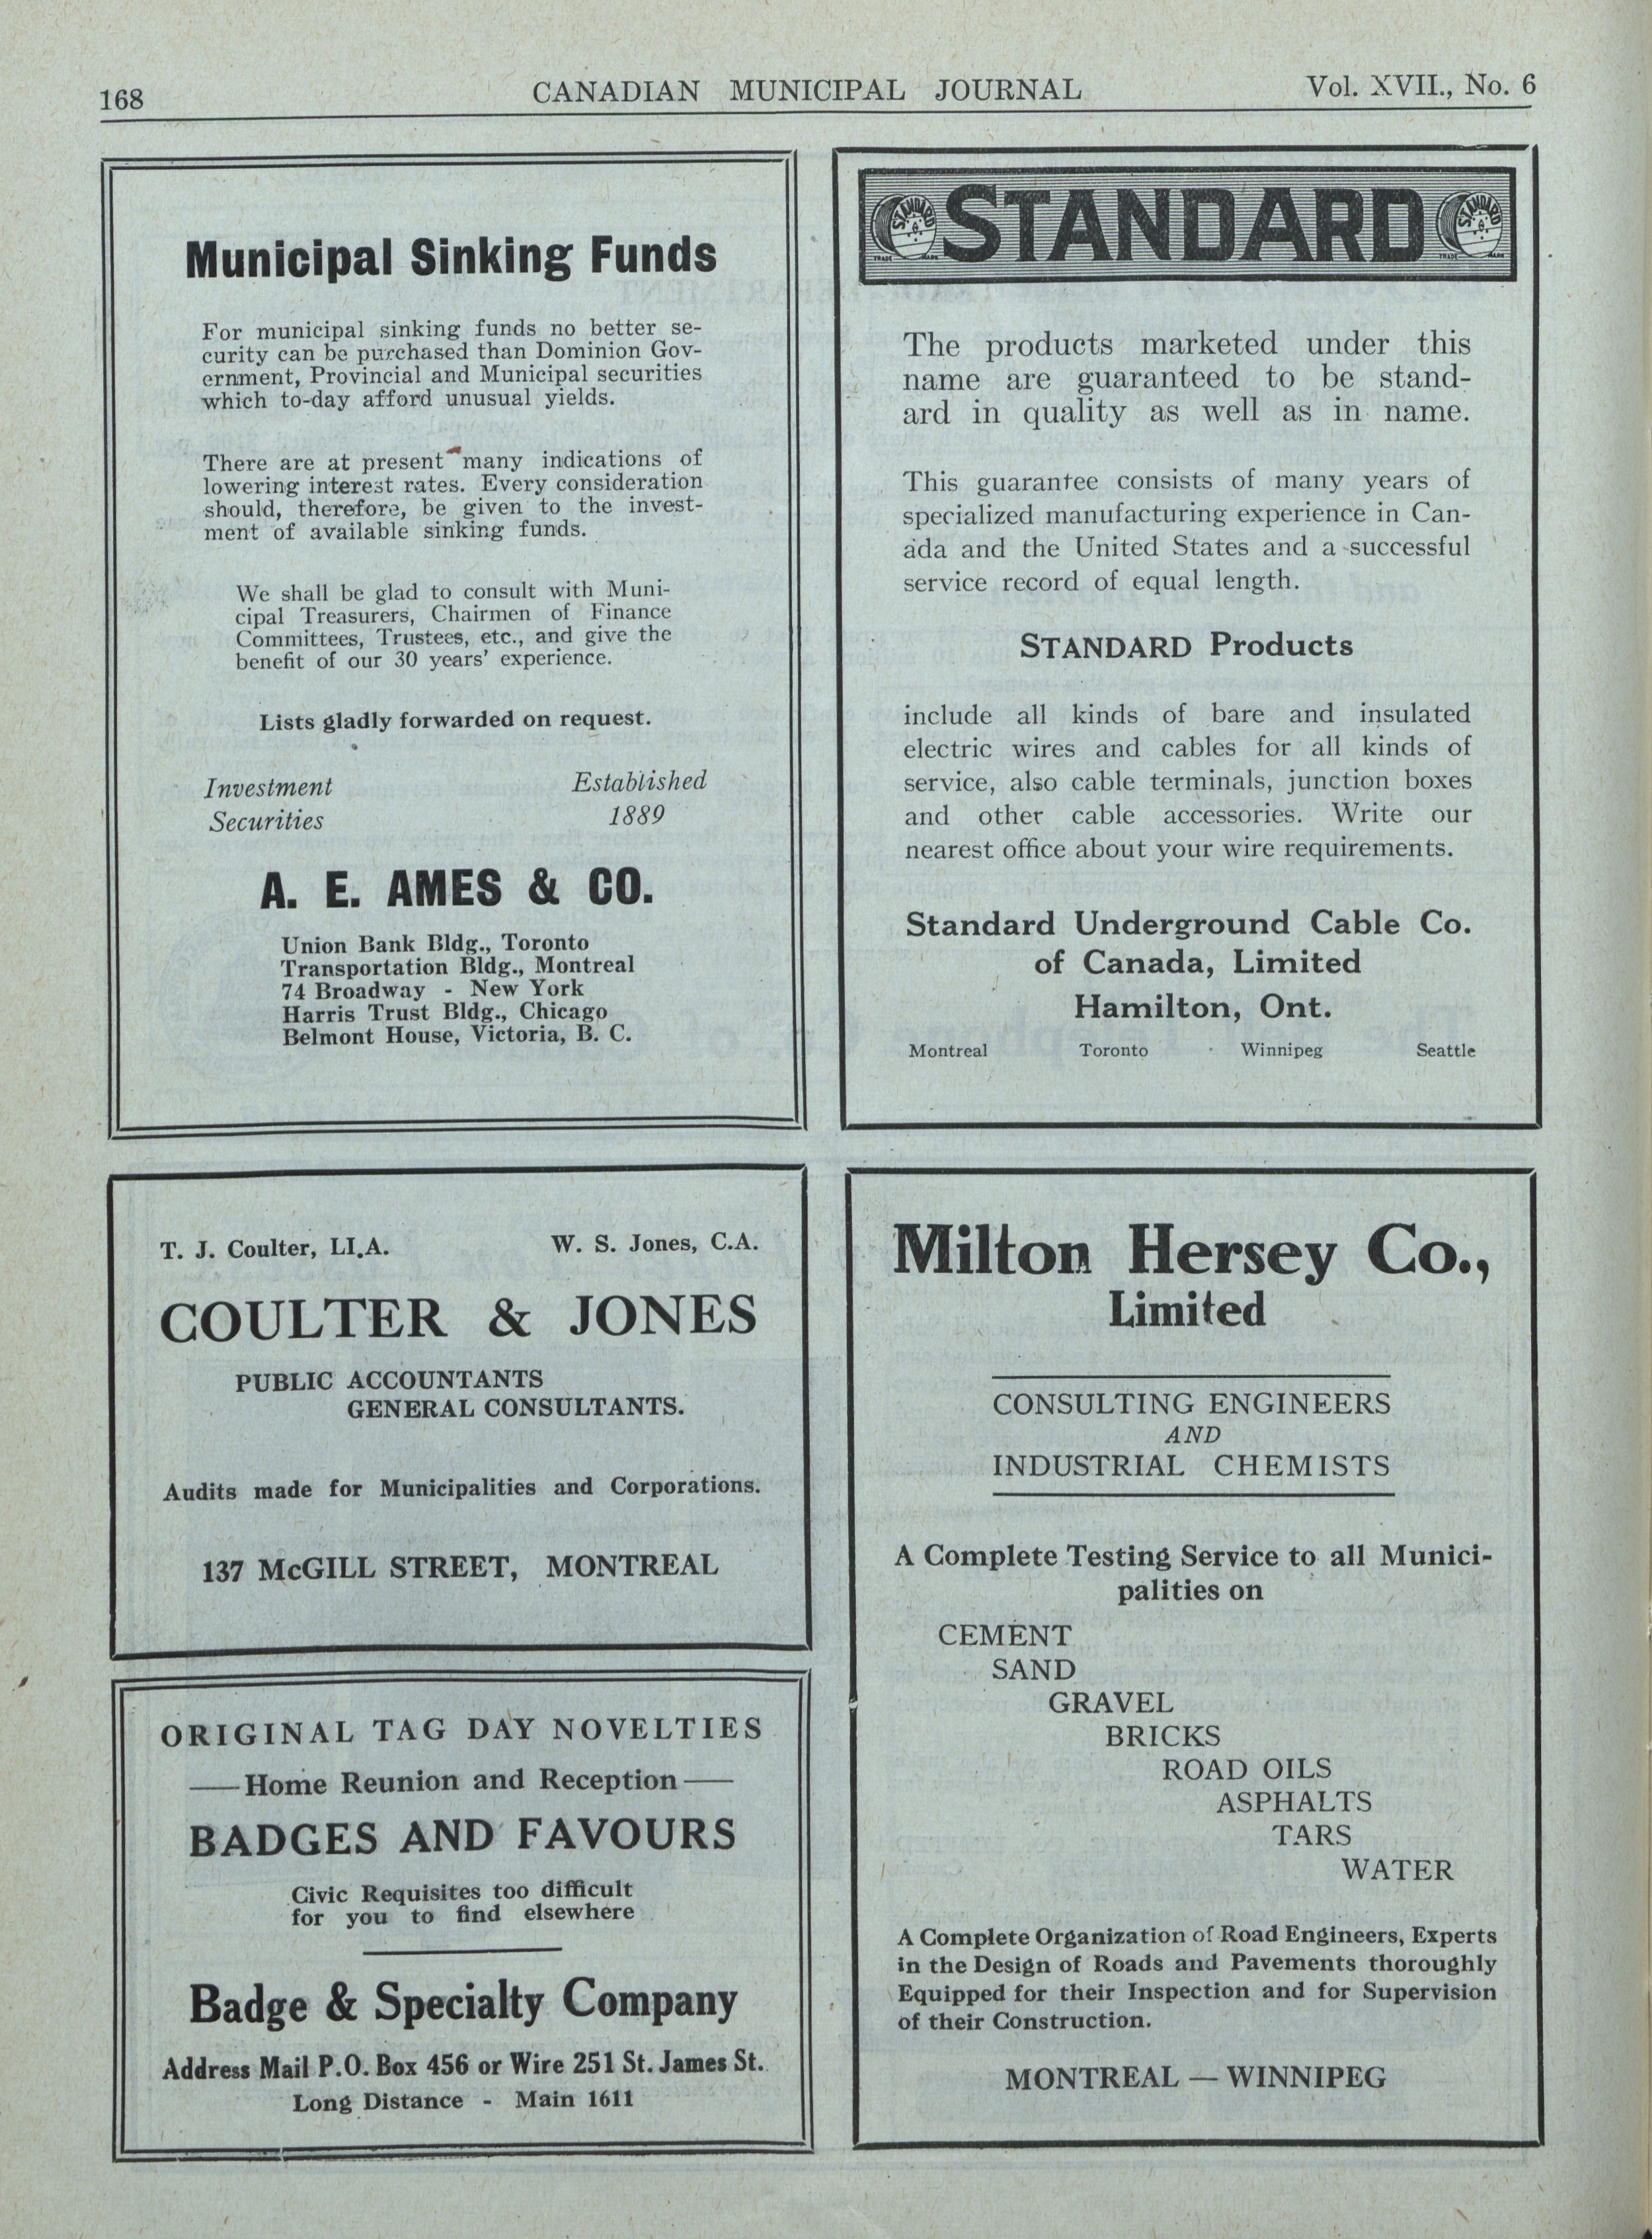 168
CANADIAN MUNICIPAL JOURNAL
Vol. XVII., No. 6
Municipal Sinking Funds
For municipal sinking funds no better se-
curity can be purchased than Dominion Gov-
ernment, Provincial and Municipal securities
which to-day afford unusual yields.
There are at present many indications of
lowering interest rates. Every consideration
should, therefore, be given to the invest-
ment of available sinking funds.
We shall be glad to consult with Muni-
cipal Treasurers, Chairmen of Finance
Committees, Trustees, etc., and give the
benefit of our 30 years' experience.
Lists gladly forwarded on request.
Investment Established
Securities 1889
A. E. AMES & CO.
Union Bank Bldg., Toronto
Transportation Bldg., Montreal
74 Broadway - New York
Harris Trust Bldg., Chicago
Belmont House, Victoria, B. C.
STANDARD STANDARD STANDARD
TRADE MARK TRADE MARK
The products marketed under this
name are guaranteed to be stand-
ard in quality as well as in name.
This guarantee consists of many years of
specialized manufacturing experience in Can-
ada and the United States and a successful
service record of equal length.
STANDARD Products
include all kinds of bare and insulated
electric wires and cables for all kinds of
service, also cable terminals, junction boxes
and other cable accessories. Write our
nearest office about your wire requirements.
Standard Underground Cable Co.
of Canada, Limited
Hamilton, Ont.
Montreal Toronto Winnipeg Seattle
T. J. Coulter, LI.A. W. S. Jones, C.A.
COULTER & JONES
PUBLIC ACCOUNTANTS
GENERAL CONSULTANTS.
Audits made for Municipalities and Corporations.
137 McGILL STREET, MONTREAL
ORIGINAL TAG DAY NOVELTIES
—Home Reunion and Reception—
BADGES AND FAVOURS
Civic Requisites too difficult
for you to find elsewhere
Badge & Specialty Company
Address Mail P.O. Box 456 or Wire 251 St. James St.
Long Distance - Main 1611
Milton Hersey Co.,
Limited
CONSULTING ENGINEERS
AND
INDUSTRIAL CHEMISTS
A Complete Testing Service to all Munici-
palities on
CEMENT
SAND
GRAVEL
BRICKS
ROAD OILS
ASPHALTS
TARS
WATER
A Complete Organization of Road Engineers, Experts
in the Design of Roads and Pavements thoroughly
Equipped for their Inspection and for Supervision
of their Construction.
MONTREAL — WINNIPEG